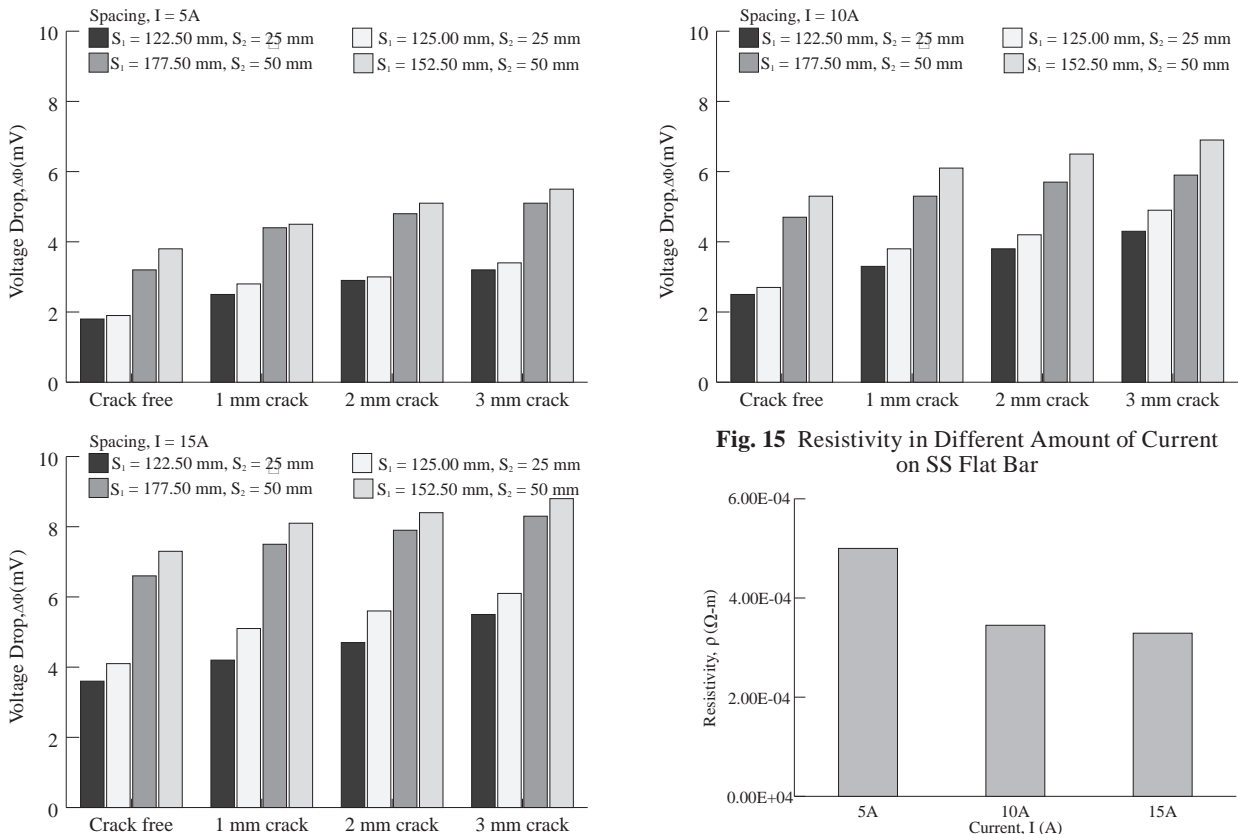 Spacing, I = 5A
S₁ = 122.50 mm, S₂ = 25 mm
S₁ = 125.00 mm, S₂ = 25 mm
S₁ = 177.50 mm, S₂ = 50 mm
S₁ = 152.50 mm, S₂ = 50 mm
Voltage Drop,ΔΦ(mV)
10
8
6
4
2
0
Crack free 1 mm crack 2 mm crack 3 mm crack
Spacing, I = 10A
S₁ = 122.50 mm, S₂ = 25 mm
S₁ = 125.00 mm, S₂ = 25 mm
S₁ = 177.50 mm, S₂ = 50 mm
S₁ = 152.50 mm, S₂ = 50 mm
Voltage Drop,ΔΦ(mV)
10
8
6
4
2
0
Crack free 1 mm crack 2 mm crack 3 mm crack
Spacing, I = 15A
S₁ = 122.50 mm, S₂ = 25 mm
S₁ = 125.00 mm, S₂ = 25 mm
S₁ = 177.50 mm, S₂ = 50 mm
S₁ = 152.50 mm, S₂ = 50 mm
Voltage Drop,ΔΦ(mV)
10
8
6
4
2
0
Crack free 1 mm crack 2 mm crack 3 mm crack
Fig. 15 Resistivity in Different Amount of Current
on SS Flat Bar
6.00E-04
4.00E-04
2.00E-04
0.00E+04
Resistivity, ρ (Ω-m)
5A 10A 15A
Current, I (A)